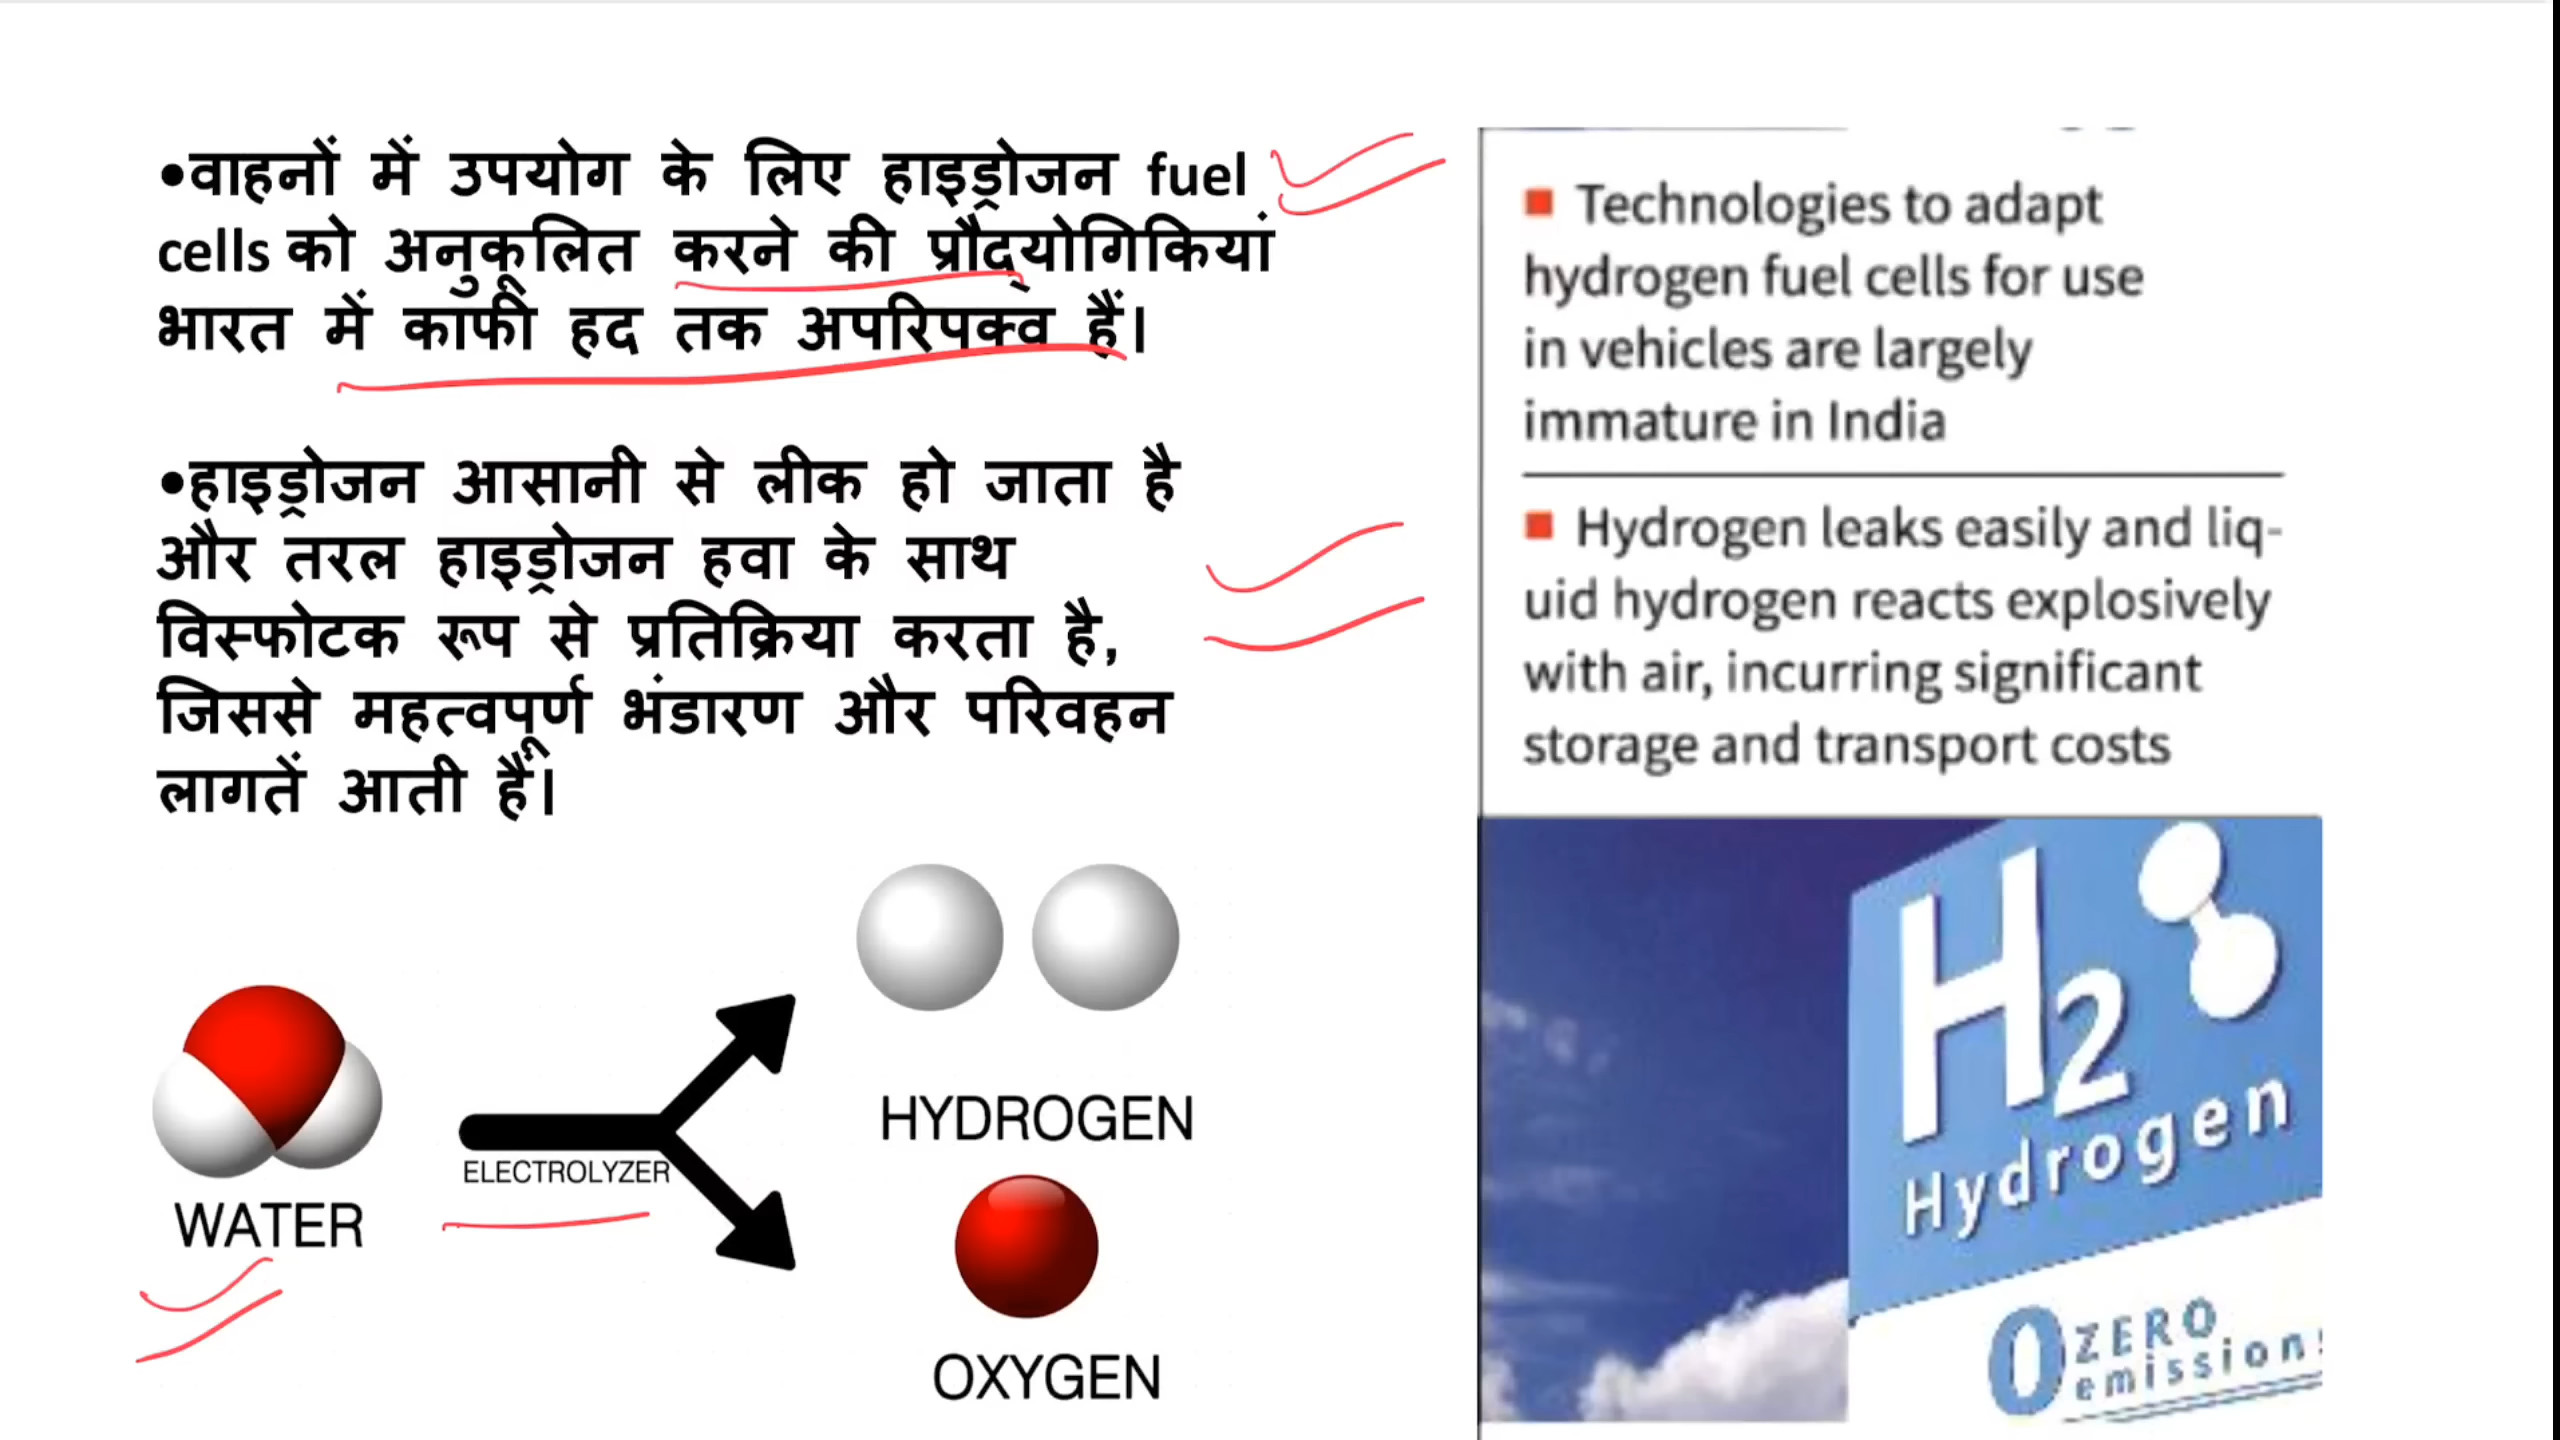 •वाहनों में उपयोग के लिए हाइड्रोजन fuel
cells को अनुकूलित करने की प्रौद्योगिकियां
भारत में काफी हद तक अपरिपक्व हैं।
•हाइड्रोजन आसानी से लीक हो जाता है
और तरल हाइड्रोजन हवा के साथ
विस्फोटक रूप से प्रतिक्रिया करता है,
जिससे महत्वपूर्ण भंडारण और परिवहन
लागतें आती हैं।
WATER
ELECTROLYZER
HYDROGEN
OXYGEN
Technologies to adapt
hydrogen fuel cells for use
in vehicles are largely
immature in India
Hydrogen leaks easily and liq-
uid hydrogen reacts explosively
with air, incurring significant
storage and transport costs
H2
Hydrogen
0 ZERO
emissions